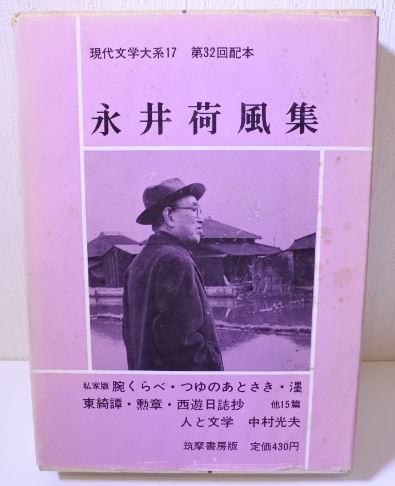 現代文学大系17 第32回配本
永井荷風集
私家版 腕くらべ・つゆのあとさき・濹
東綺譚・勲章・西遊日誌抄 他15篇
人と文学 中村光夫
筑摩書房版 定価430円